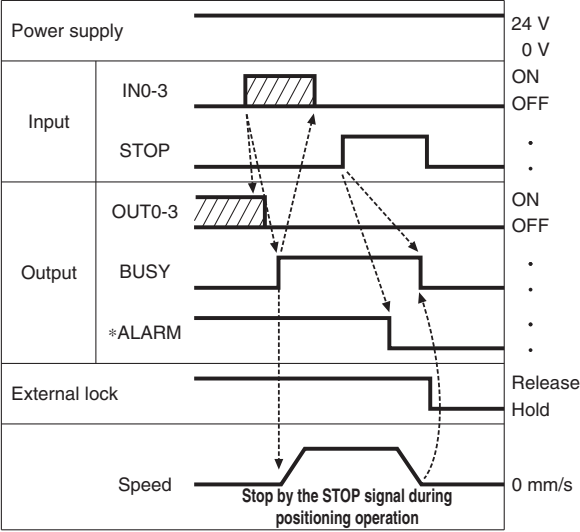 Power supply
24 V
0 V
Input
IN0-3
ON
OFF
STOP
•
•
Output
OUT0-3
ON
OFF
BUSY
•
•
*ALARM
•
•
External lock
Release
Hold
Speed
0 mm/s
Stop by the STOP signal during
positioning operation